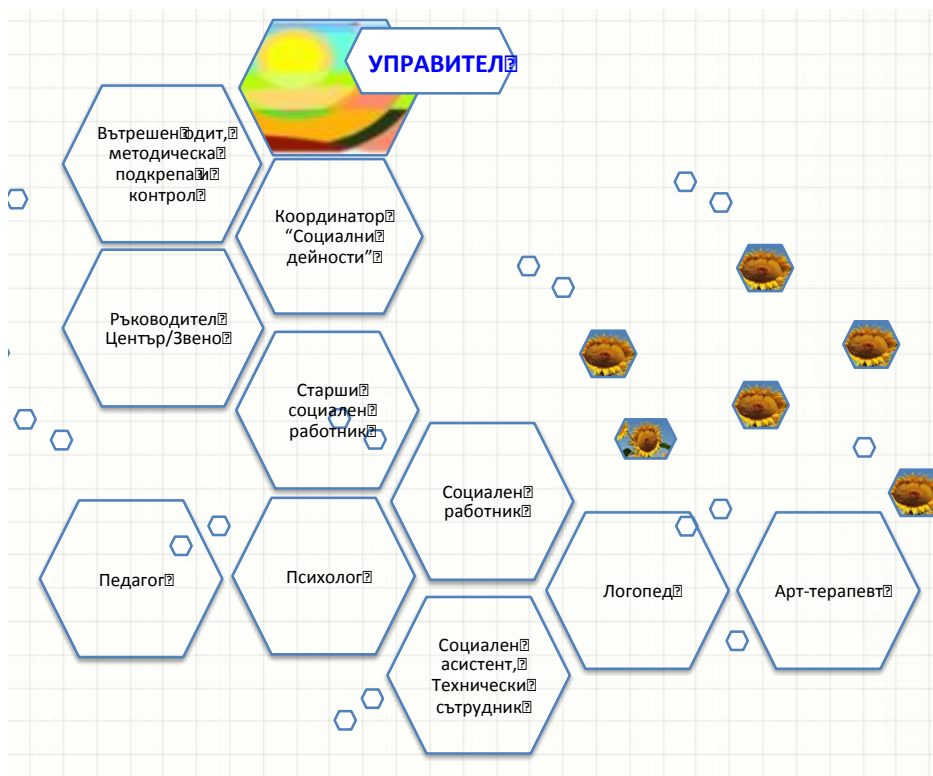 УПРАВИТЕЛ
Вътрешен одит,
методическа
подкрепа и
контрол
Координатор
“Социални
дейности”
Ръководител
Център/Звено
Старши
социален
работник
Социален
работник
Педагог
Психолог
Логопед
Арт-терапевт
Социален
асистент,
Технически
сътрудник